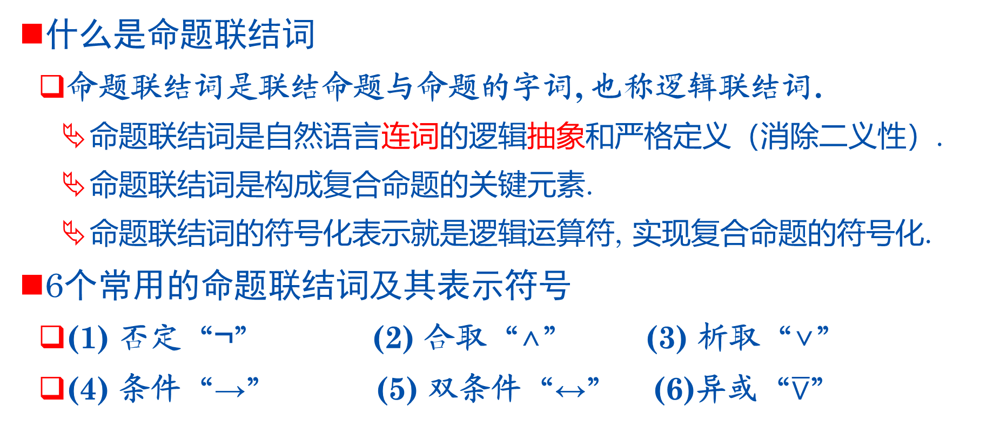 什么是命题联结词
命题联结词是联结命题与命题的字词,也称逻辑联结词.
命题联结词是自然语言连词的逻辑抽象和严格定义（消除二义性）.
命题联结词是构成复合命题的关键元素.
命题联结词的符号化表示就是逻辑运算符, 实现复合命题的符号化.
6个常用的命题联结词及其表示符号
(1) 否定“¬” (2) 合取“∧” (3) 析取“∨”
(4) 条件“→” (5) 双条件“↔” (6)异或“⊽”